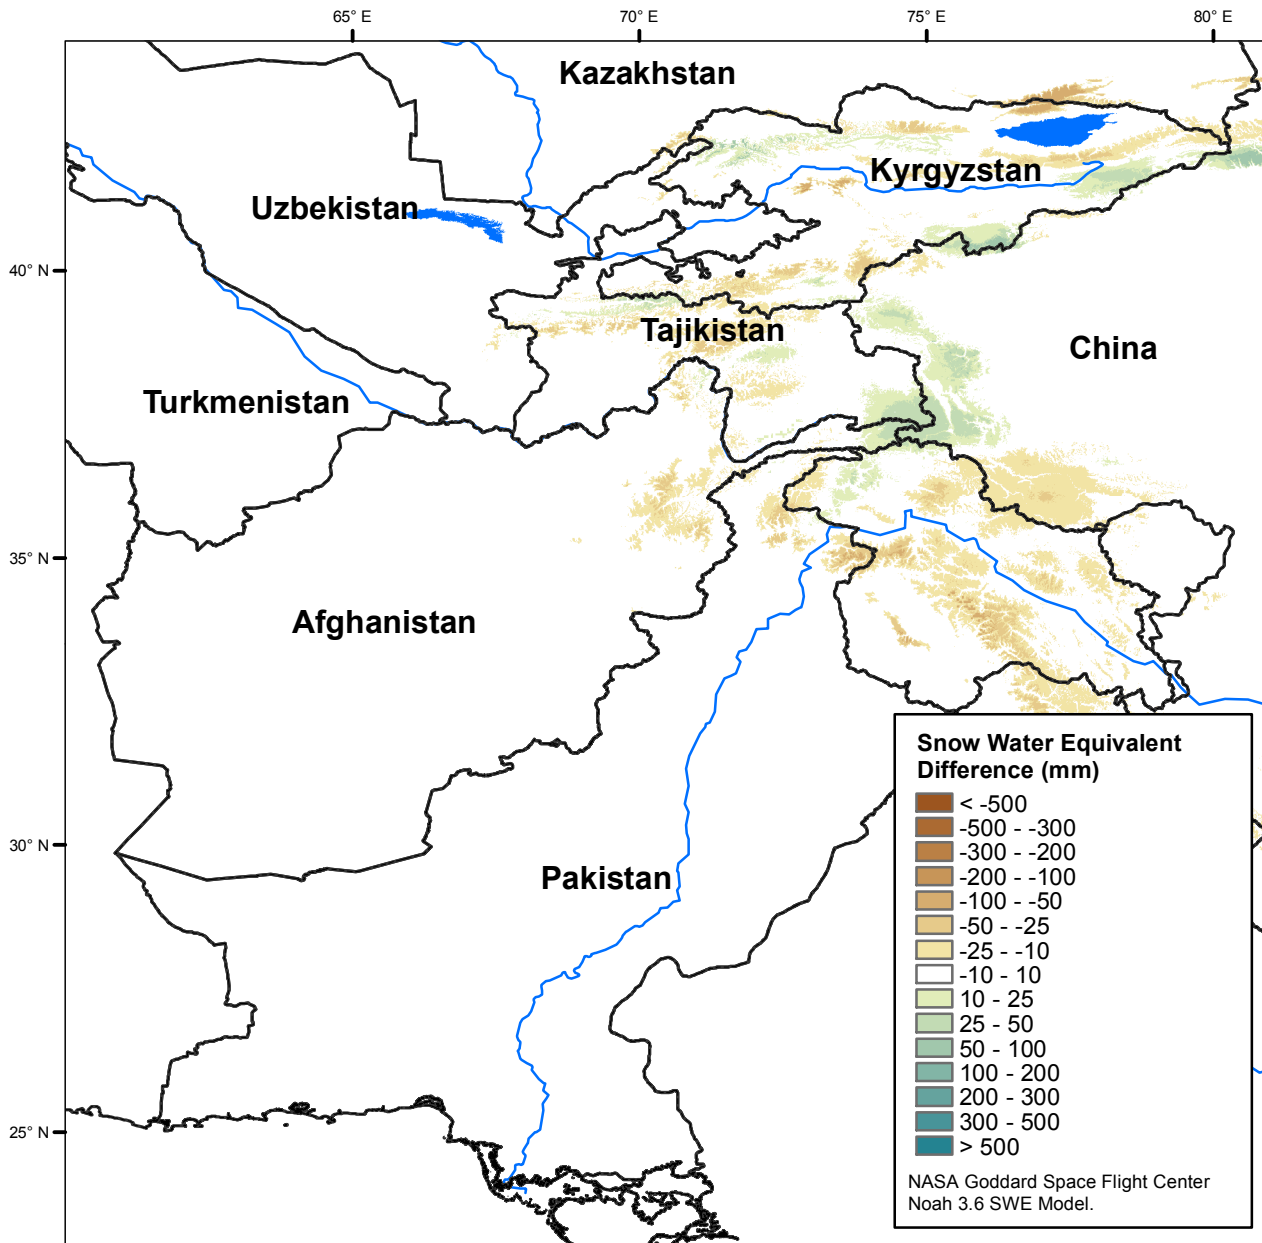 65° E
70° E
75° E
80° E
Kazakhstan
Kyrgyzstan
Uzbekistan
40° N
Tajikistan
China
Turkmenistan
35° N
Afghanistan
30° N
Pakistan
25° N
Snow Water Equivalent
Difference (mm)
< -500
-500 - -300
-300 - -200
-200 - -100
-100 - -50
-50 - -25
-25 - -10
-10 - 10
10 - 25
25 - 50
50 - 100
100 - 200
200 - 300
300 - 500
> 500
NASA Goddard Space Flight Center
Noah 3.6 SWE Model.